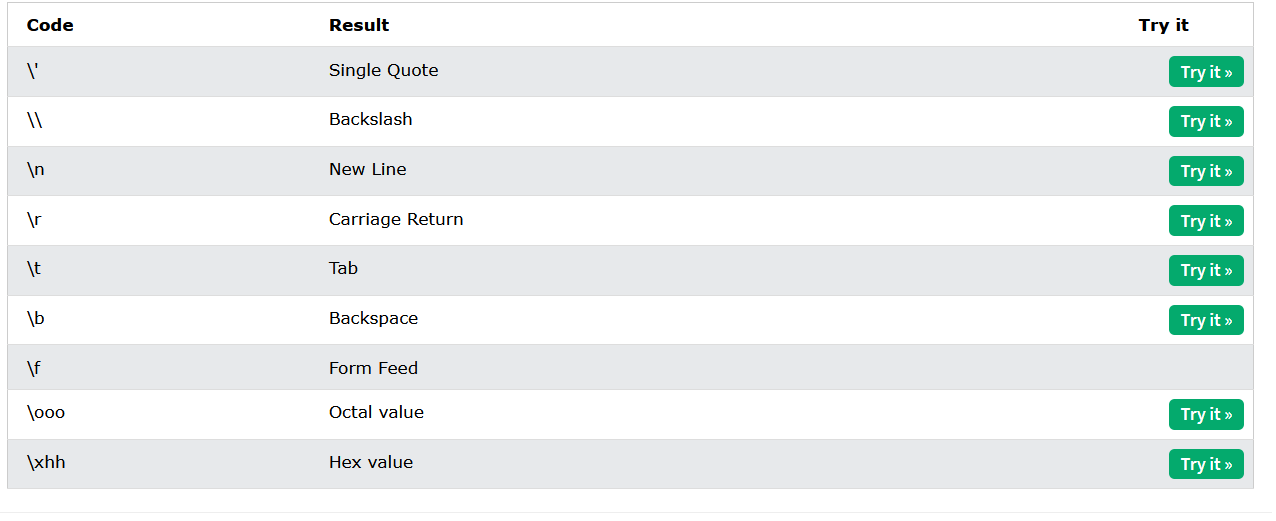 Code Result Try it
\' Single Quote Try it »
\\ Backslash Try it »
\n New Line Try it »
\r Carriage Return Try it »
\t Tab Try it »
\b Backspace Try it »
\f Form Feed
\ooo Octal value Try it »
\xhh Hex value Try it »